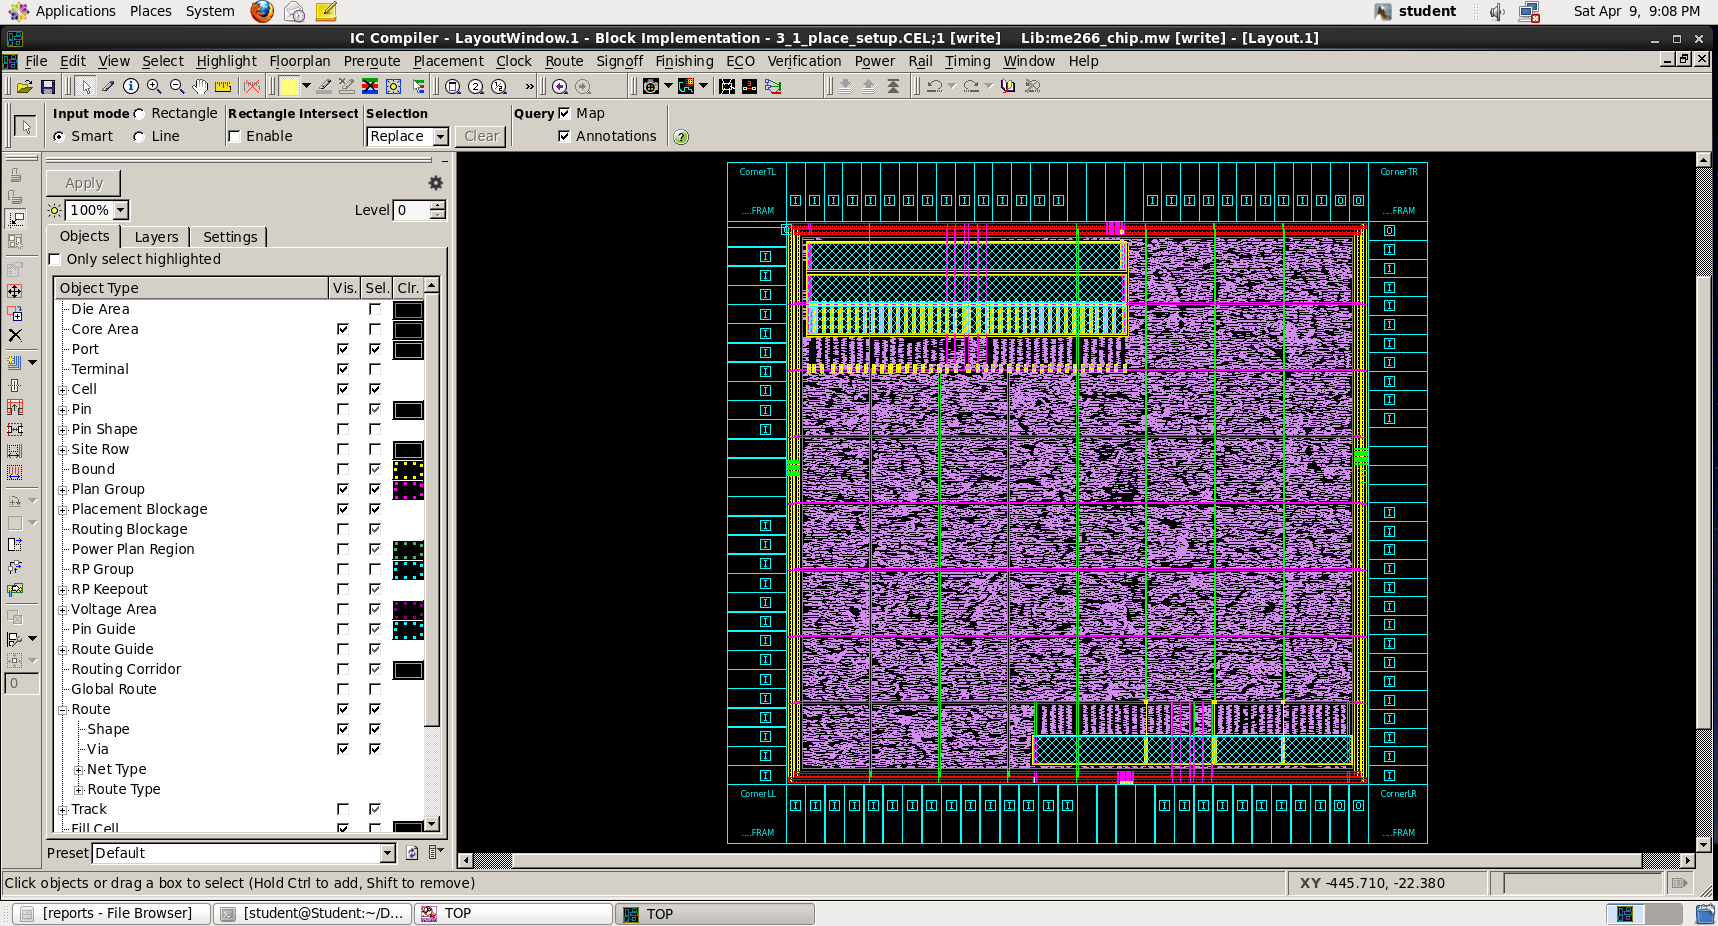 Applications Places System student Sat Apr 9, 9:08 PM
IC Compiler - LayoutWindow.1 - Block Implementation - 3_1_place_setup.CEL;1 [write] Lib:me266_chip.mw [write] - [Layout.1]
File Edit View Select Highlight Floorplan Preroute Placement Clock Route Signoff Finishing ECO Verification Power Rail Timing Window Help
Input mode Rectangle Rectangle Intersect Selection Query Map
Smart Line Enable Replace Clear Annotations
Apply
100% Level 0
Objects Layers Settings
Only select highlighted
Object Type Vis. Sel. Clr.
Die Area
Core Area
Port
Terminal
Cell
Pin
Pin Shape
Site Row
Bound
Plan Group
Placement Blockage
Routing Blockage
Power Plan Region
RP Group
RP Keepout
Voltage Area
Pin Guide
Route Guide
Routing Corridor
Global Route
Route
Shape
Via
Net Type
Route Type
Track
Fill Cell
Preset Default
0
CornerTL CornerTR
....FRAM ....FRAM
CornerLL CornerLR
....FRAM ....FRAM
Click objects or drag a box to select (Hold Ctrl to add, Shift to remove) XY -445.710, -22.380
[reports - File Browser] [student@Student:~/D... TOP TOP